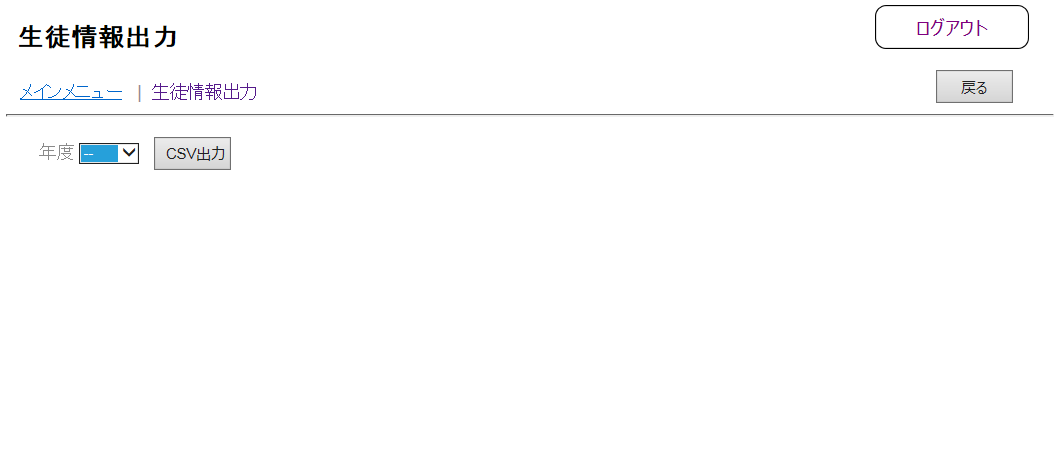 生徒情報出力
ログアウト
メインメニュー | 生徒情報出力
戻る
年度 -- CSV出力